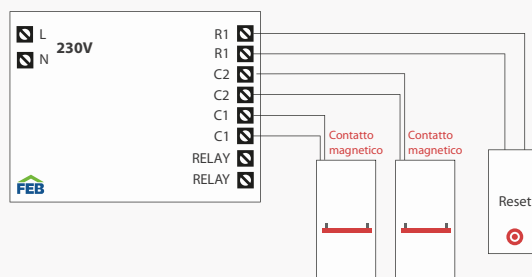 L
N
230V
R1
R1
C2
C2
C1
C1
RELAY
RELAY
FEB
Contatto
magnetico
Contatto
magnetico
Reset